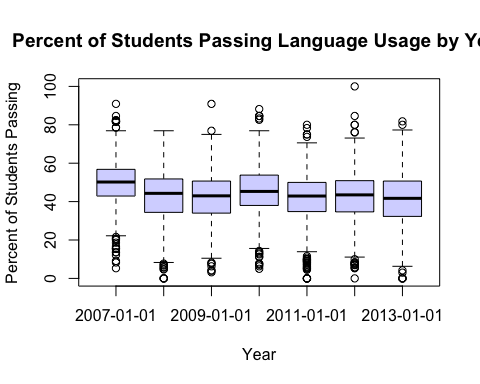 Percent of Students Passing Language Usage by Ye
Percent of Students Passing
100
80
60
40
20
0
2007-01-01 2009-01-01 2011-01-01 2013-01-01
Year